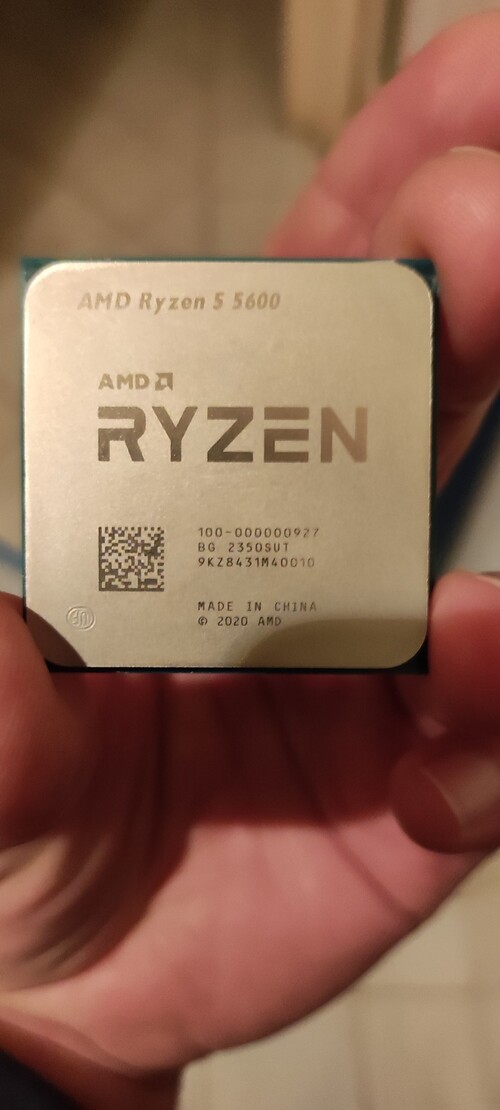 AMD Ryzen 5 5600
AMD
RYZEN
100-000000927
BG 2350SUT
9KZ8431M40010
MADE IN CHINA
© 2020 AMD